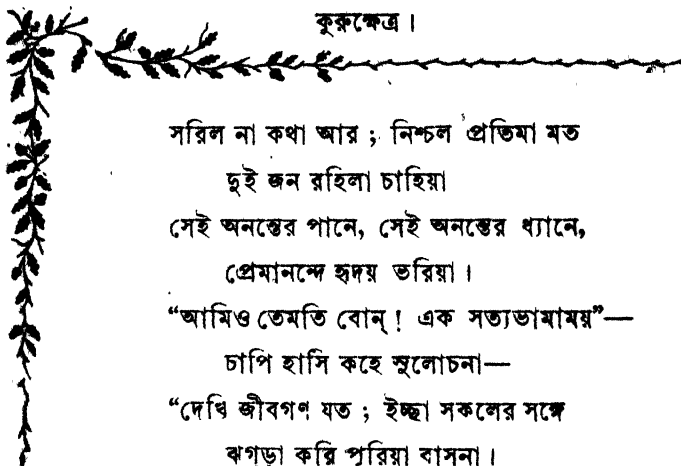 কুরুক্ষেত্র।
সরিল না কথা আর ; নিশ্চল প্রতিমা মত
দুই জন রহিলা চাহিয়া
সেই অনন্তের পানে, সেই অনন্তের ধ্যানে,
প্রেমানন্দে হৃদয় ভরিয়া।
“আমিও তেমতি বোন্! এক সত্যভামাময়”—
চাপি হাসি কহে সুলোচনা—
“দেখি জীবগণ যত ; ইচ্ছা সকলের সঙ্গে
ঝগড়া করি পূরিয়া বাসনা।